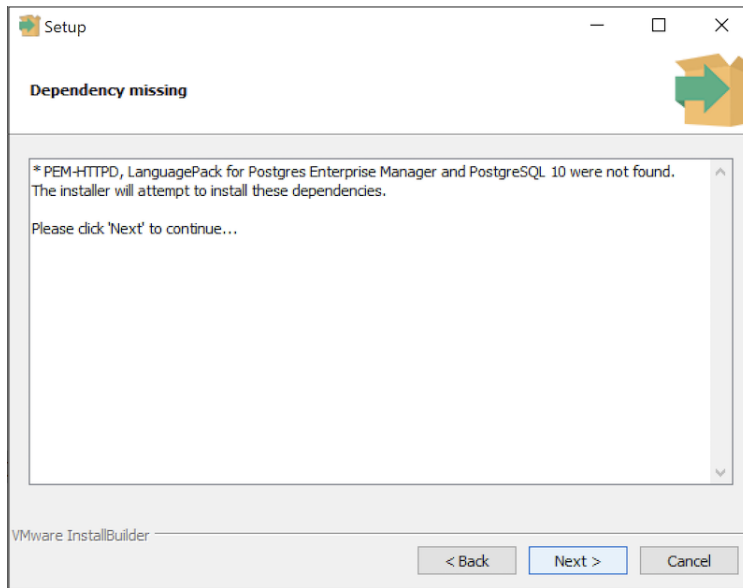 Setup
Dependency missing
* PEM-HTTPD, LanguagePack for Postgres Enterprise Manager and PostgreSQL 10 were not found.
The installer will attempt to install these dependencies.
Please click 'Next' to continue...
VMware InstallBuilder
< Back
Next >
Cancel